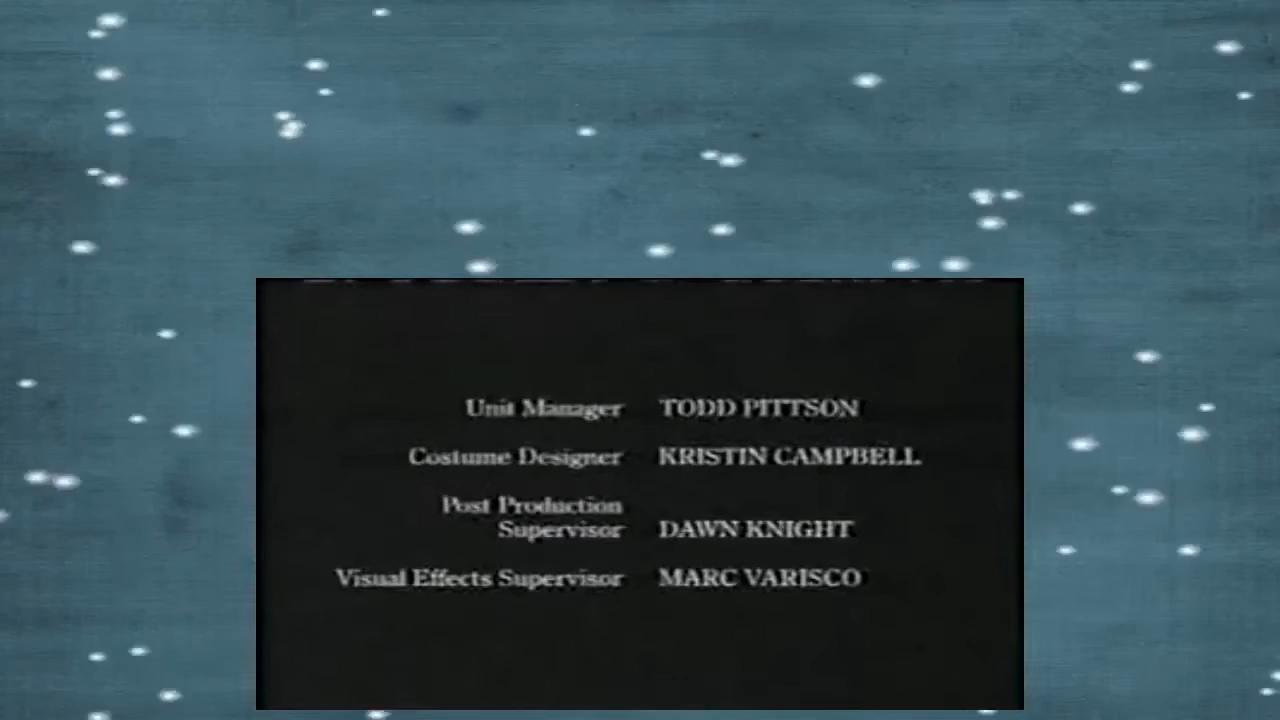 Unit Manager TODD PITTSON
Costume Designer KRISTIN CAMPBELL
Post Production
Supervisor DAWN KNIGHT
Visual Effects Supervisor MARC VARISCO